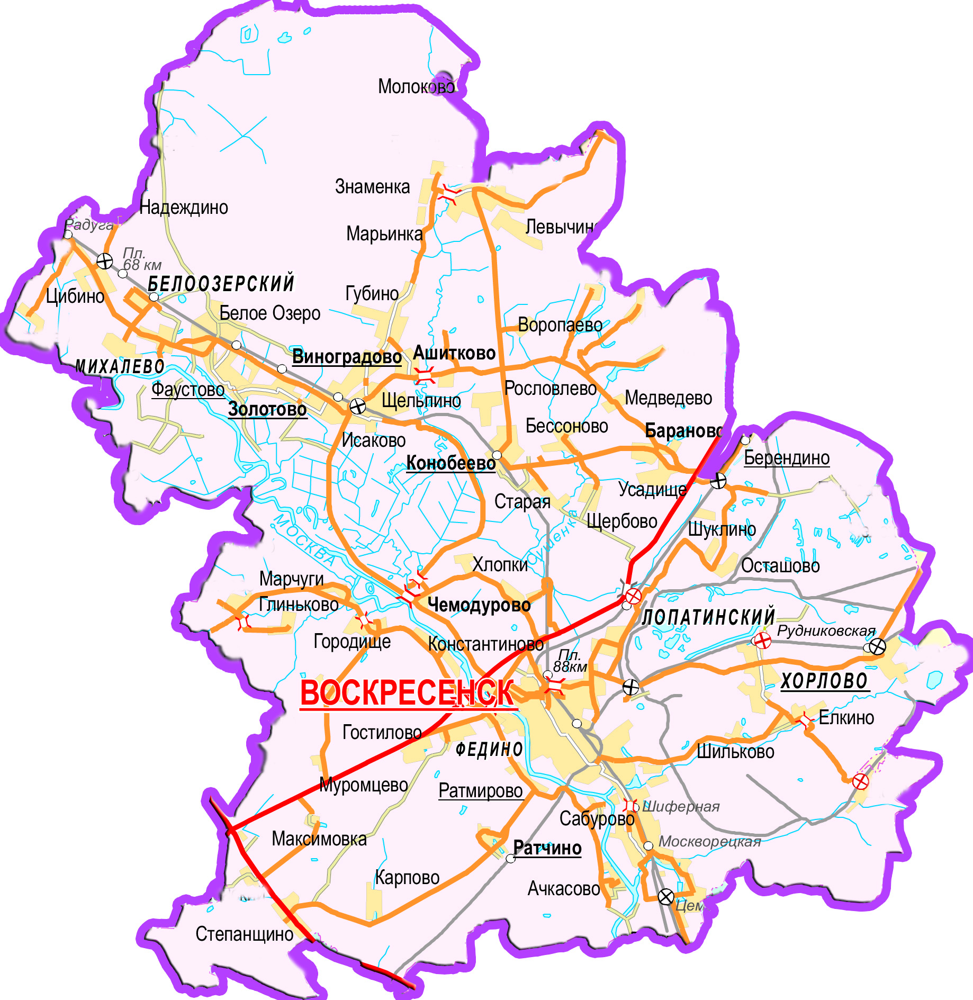 Молоково
Знаменка
Надеждино
Радуга
Левычино
Марьинка
Пл.
68 км
БЕЛООЗЕРСКИЙ
Цибино
Губино
Белое Озеро
Воропаево
Виноградово
Ашитково
МИХАЛЕВО
Фаустово
Рословлево
Медведево
Щельпино
Золотово
Бессоново
Бараново
Исаково
Берендино
Конобеево
Усадище
Старая
Щербово
Шуклино
МОСКВА
Сушенка
Хлопки
Осташово
Марчуги
Глиньково
Чемодурово
ЛОПАТИНСКИЙ
Рудниковская
Городище
Константиново
Пл.
88км
ХОРЛОВО
ВОСКРЕСЕНСК
Елкино
Гостилово
ФЕДИНО
Шильково
Муромцево
Ратмирово
Шиферная
Сабурово
Максимовка
Москворецкая
Ратчино
Карпово
Ачкасово
Цем
Степанщино